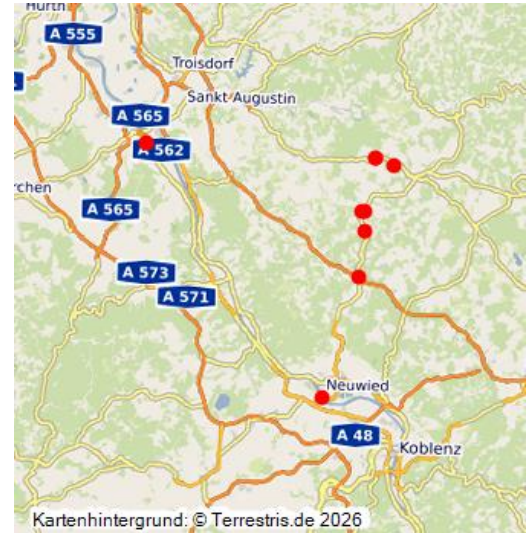 Hürth
A 555
Troisdorf
Sankt Augustin
A 565
A 562
rchen
A 565
A 573
A 571
Neuwied
A 48
Koblenz
Kartenhintergrund: © Terrestris.de 2026